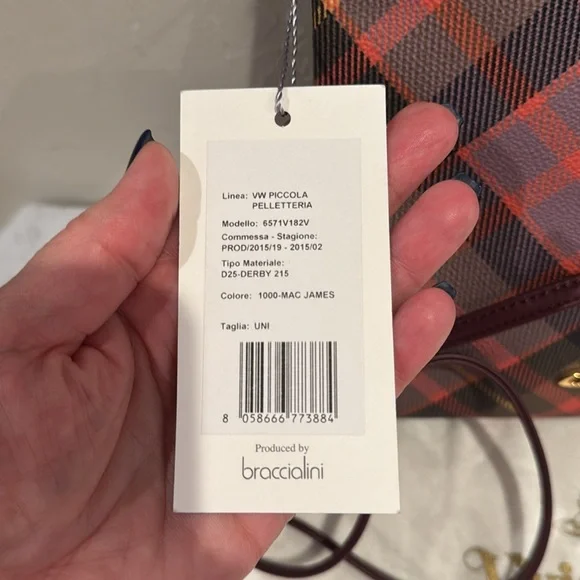 Linea: VW PICCOLA
PELLETTERIA
Modello: 6571V182V
Commessa - Stagione:
PROD/2015/19 - 2015/02
Tipo Materiale:
D25-DERBY 215
Colore: 1000-MAC JAMES
Taglia: UNI
8 058666 773884
Produced by
braccialini